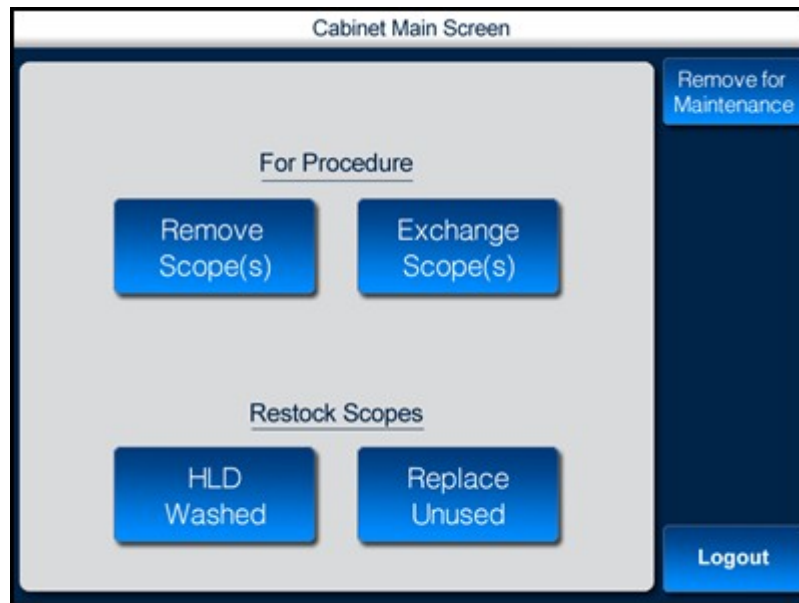 Cabinet Main Screen
Remove for
Maintenance
For Procedure
Remove
Scope(s)
Exchange
Scope(s)
Restock Scopes
HLD
Washed
Replace
Unused
Logout